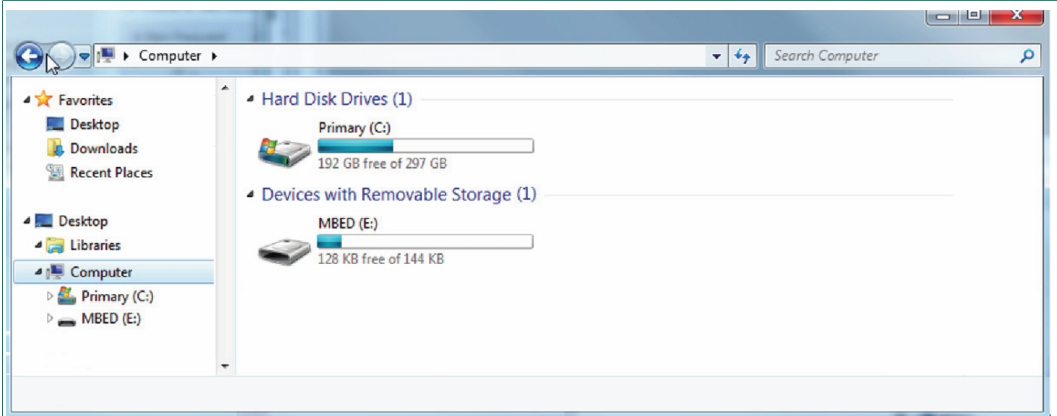 Computer
Search Computer
Favorites
Desktop
Downloads
Recent Places
Desktop
Libraries
Computer
Primary (C:)
MBED (E:)
Hard Disk Drives (1)
Primary (C:)
192 GB free of 297 GB
Devices with Removable Storage (1)
MBED (E:)
128 KB free of 144 KB